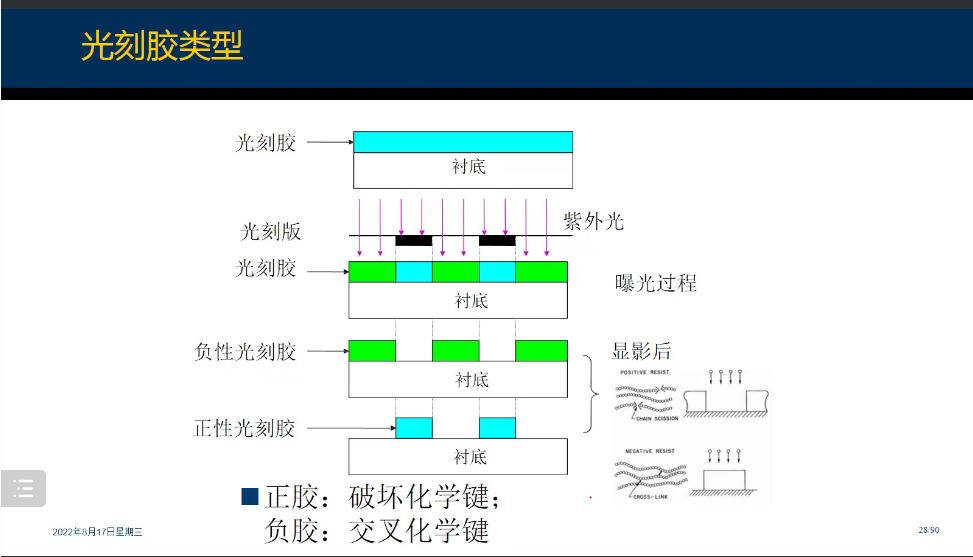 光刻胶类型
光刻胶
衬底
紫外光
光刻版
光刻胶
衬底
曝光过程
负性光刻胶
衬底
显影后
POSITIVE RESIST
CHAIN SCISSION
正性光刻胶
衬底
NEGATIVE RESIST
CROSS-LINK
正胶：破坏化学键；
负胶：交叉化学键
2022年8月17日星期三
28/90